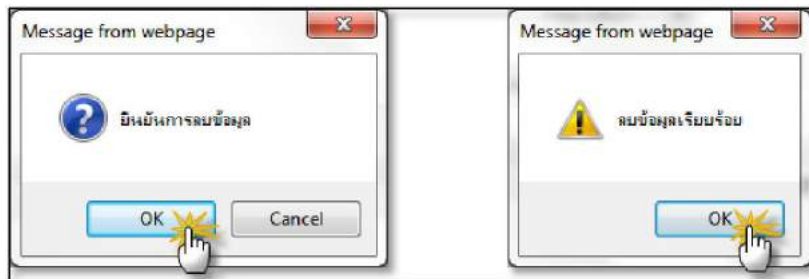 Message from webpage
ยืนยันการลบข้อมูล
OK
Cancel
Message from webpage
ลบข้อมูลเรียบร้อย
OK